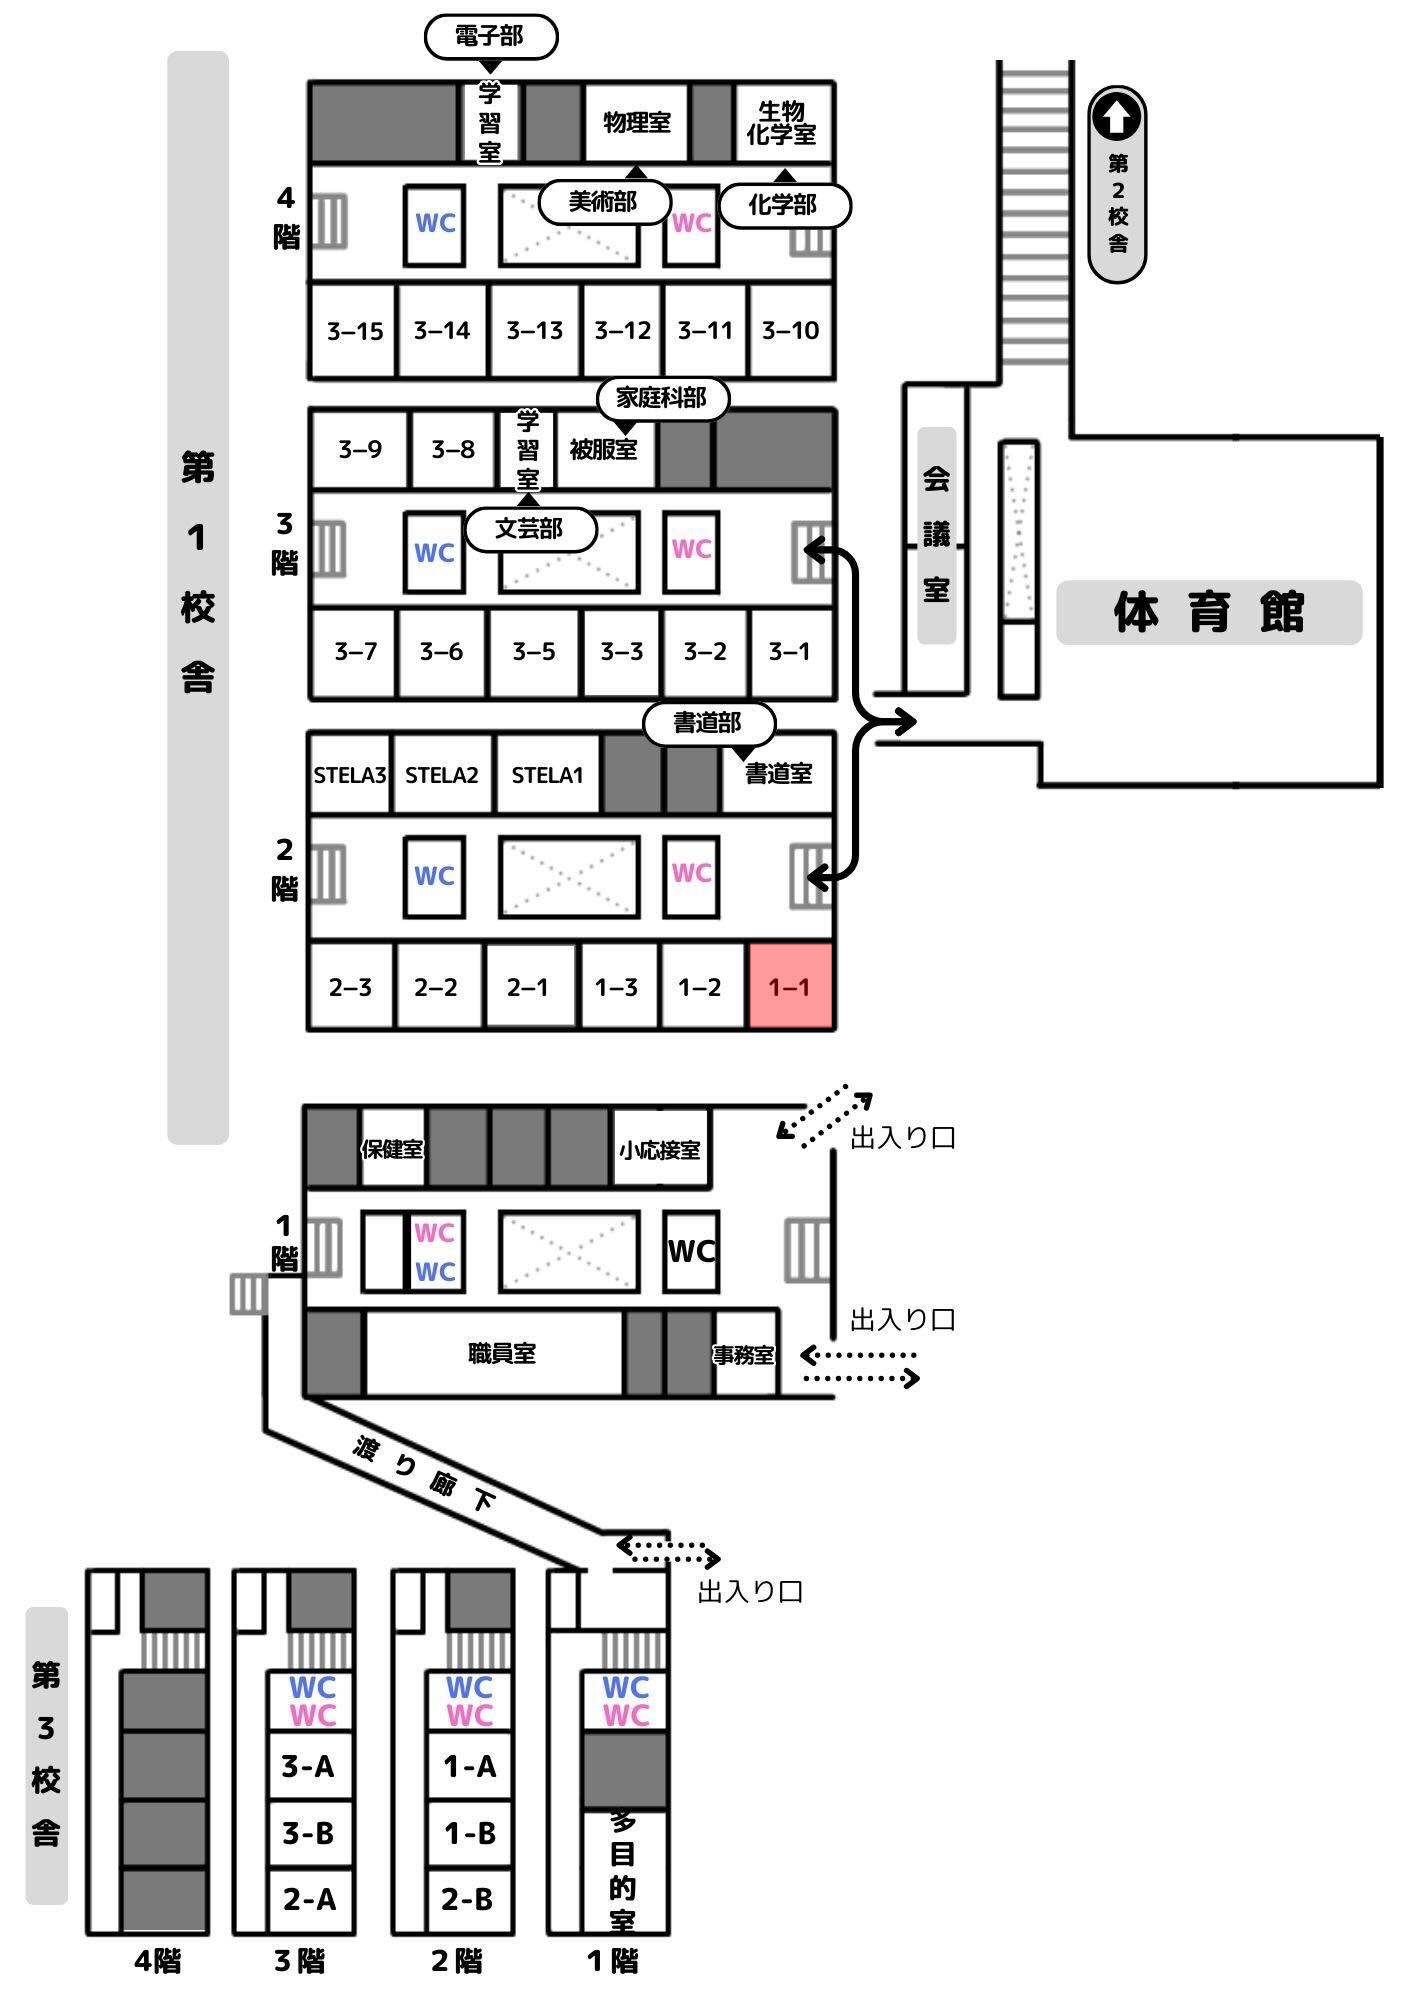 電子部
学習室
物理室
生物
化学室
第2校舎
4階
WC
美術部
WC
化学部
3–15
3–14
3–13
3–12
3–11
3–10
家庭科部
3–9
3–8
学習室
被服室
第1校舎
3階
WC
文芸部
WC
会議室
体育館
3–7
3–6
3–5
3–3
3–2
3–1
書道部
STELA3
STELA2
STELA1
書道室
2階
WC
WC
2–3
2–2
2–1
1–3
1–2
1–1
出入り口
保健室
小応接室
1階
WC
WC
WC
出入り口
職員室
事務室
渡り廊下
出入り口
第3校舎
WC
WC
3-A
3-B
2-A
WC
WC
1-A
1-B
2-B
WC
WC
多目的室
4階
3階
2階
1階